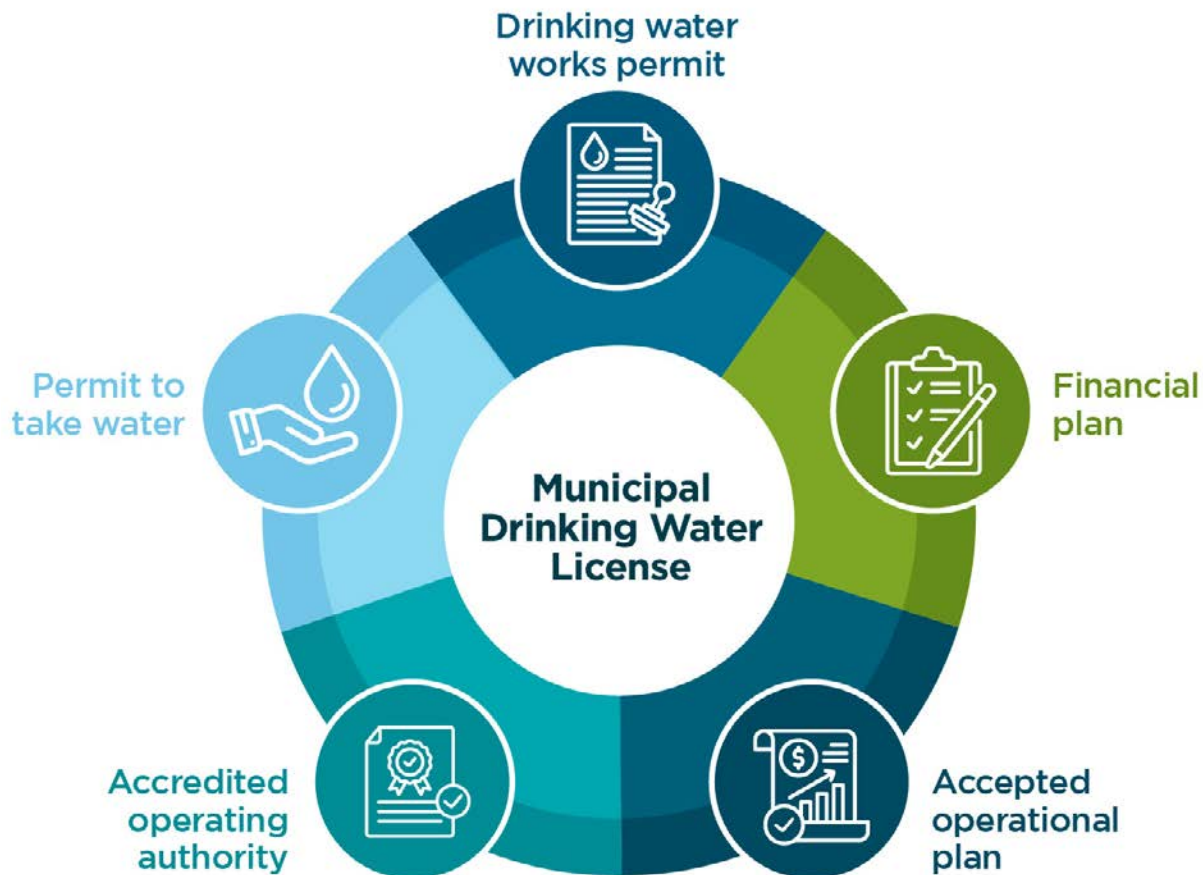 Drinking water
works permit
Permit to
take water
Financial
plan
Municipal
Drinking Water
License
Accredited
operating
authority
Accepted
operational
plan
$